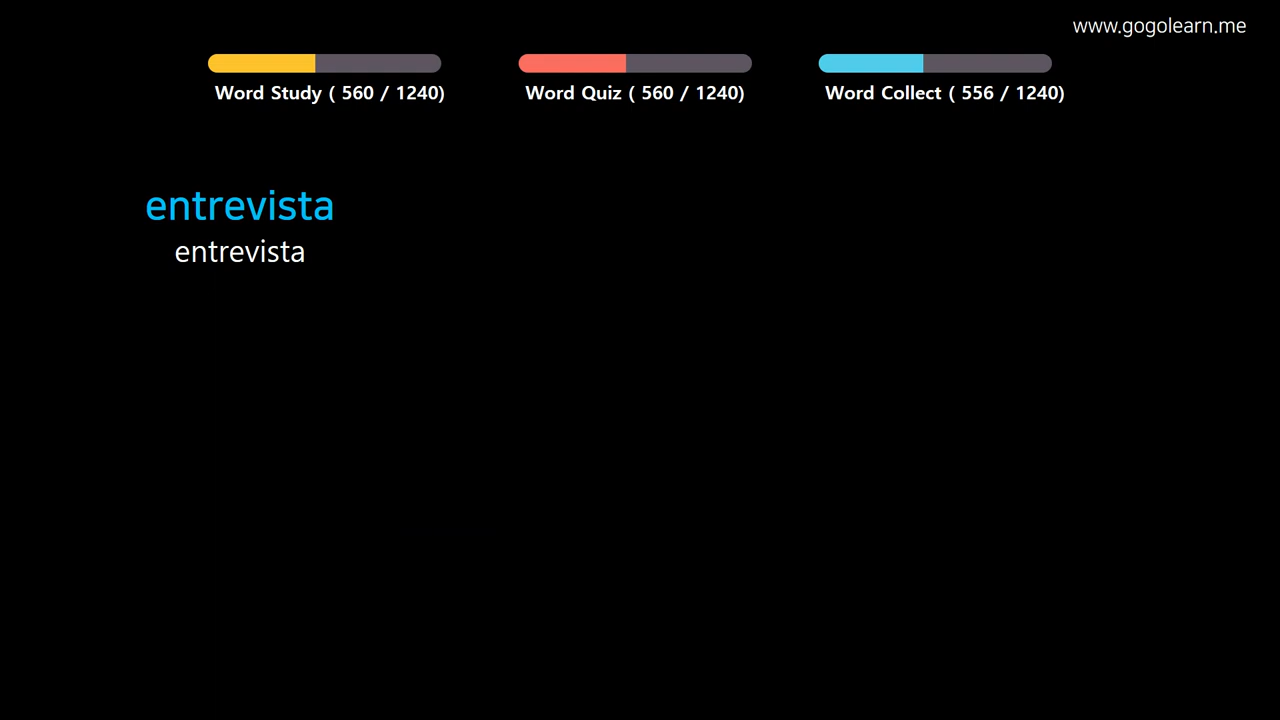 www.gogolearn.me
Word Study ( 560 / 1240)
Word Quiz ( 560 / 1240)
Word Collect ( 556 / 1240)
entrevista
entrevista